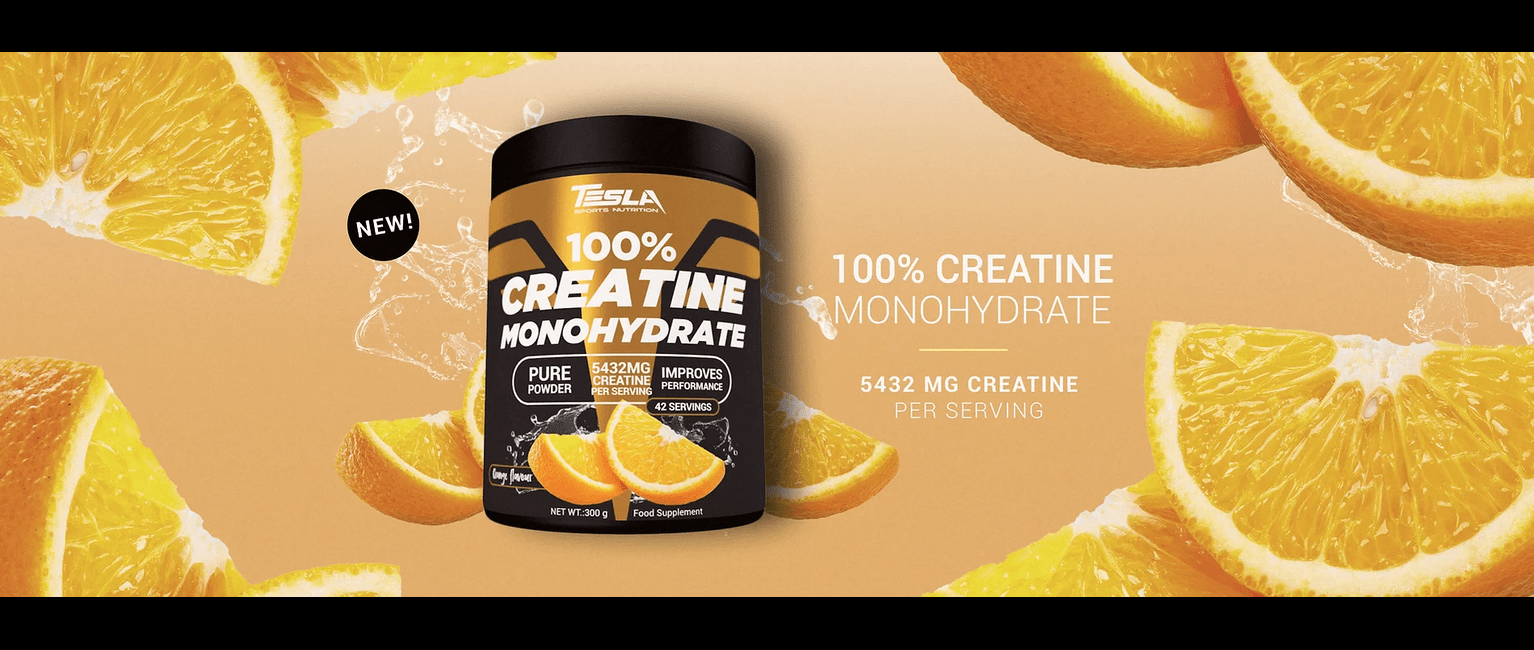 NEW!
TESLA
SPORTS NUTRITION
100%
CREATINE
MONOHYDRATE
PURE
POWDER
5432MG
CREATINE
PER SERVING
IMPROVES
PERFORMANCE
42 SERVINGS
Orange flavour
NET WT.:300 g
Food Supplement
100% CREATINE
MONOHYDRATE
5432 MG CREATINE
PER SERVING